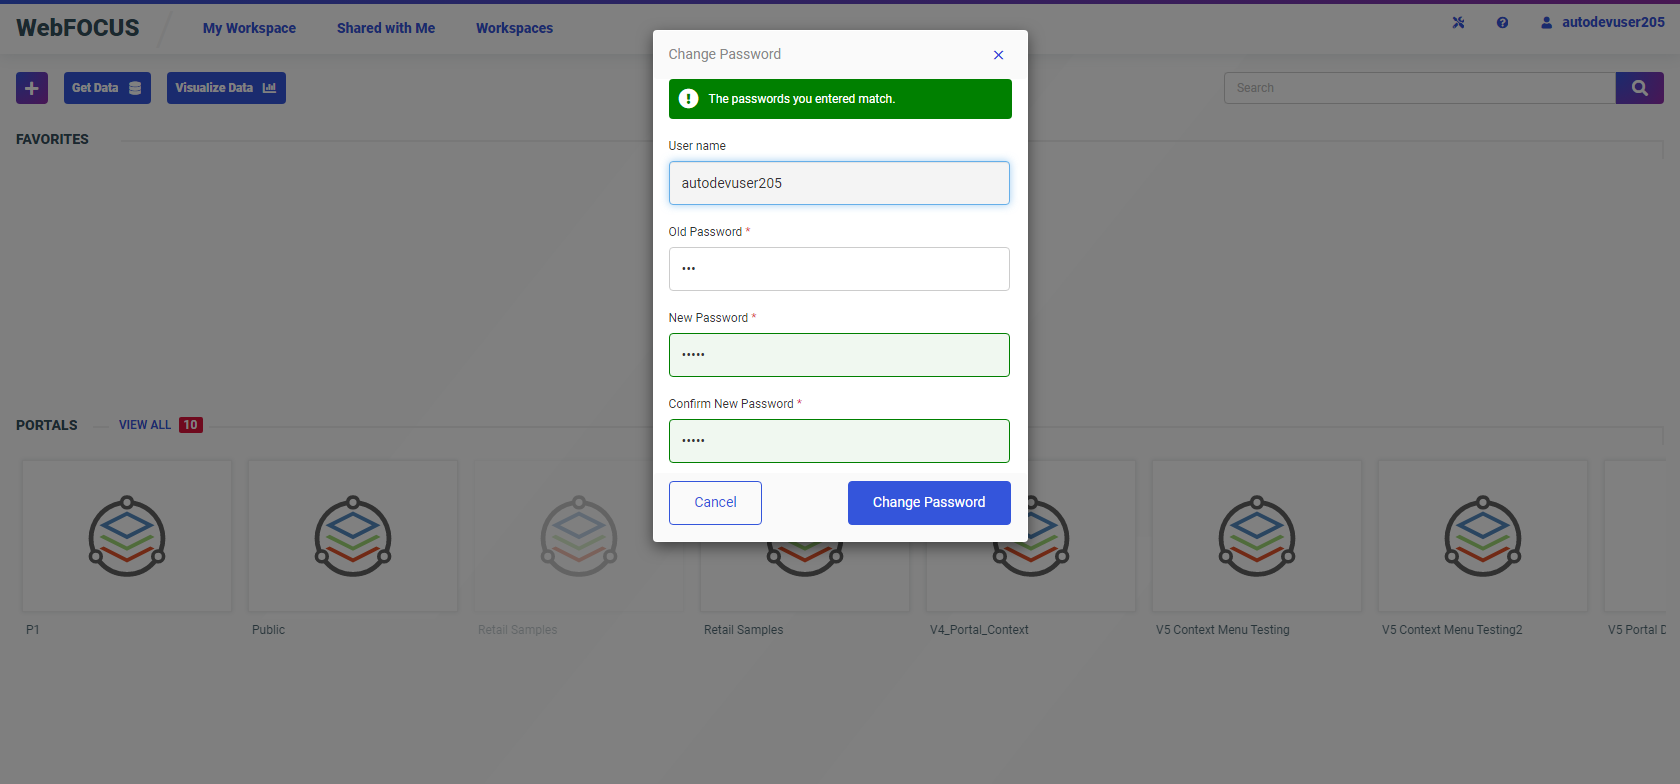 WebFOCUS
My Workspace
Shared with Me
Workspaces
autodevuser205
Get Data
Visualize Data
Search
FAVORITES
Change Password
The passwords you entered match.
User name
autodevuser205
Old Password *
•••
New Password *
•••••
Confirm New Password *
•••••
Cancel
Change Password
PORTALS
VIEW ALL 10
P1
Public
Retail Samples
Retail Samples
V4_Portal_Context
V5 Context Menu Testing
V5 Context Menu Testing2
V5 Portal D